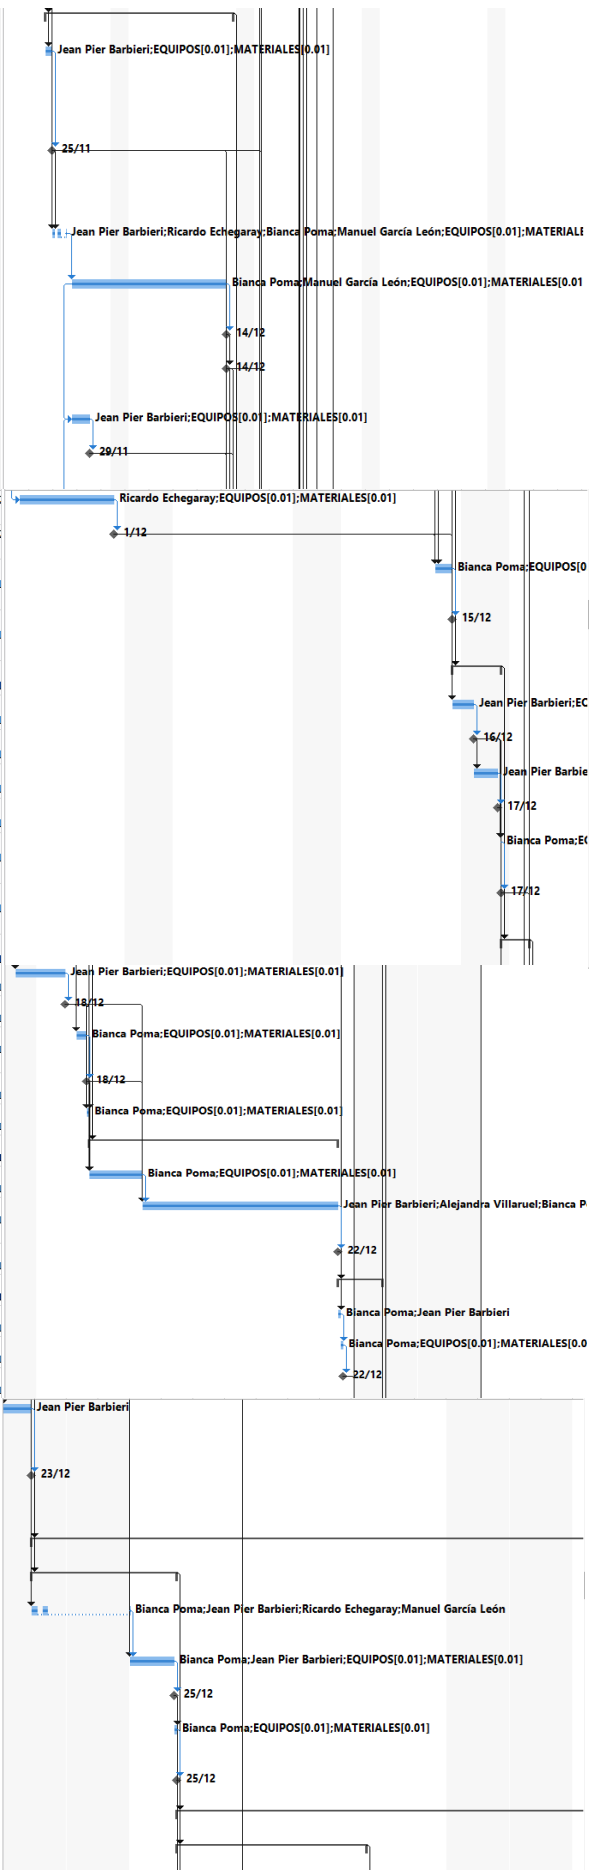 Jean Pier Barbieri;EQUIPOS[0.01];MATERIALES[0.01]
25/11
Jean Pier Barbieri;Ricardo Echegaray;Bianca Poma;Manuel García León;EQUIPOS[0.01];MATERIALE
Bianca Poma;Manuel García León;EQUIPOS[0.01];MATERIALES[0.01
14/12
14/12
Jean Pier Barbieri;EQUIPOS[0.01];MATERIALES[0.01]
29/11
Ricardo Echegaray;EQUIPOS[0.01];MATERIALES[0.01]
1/12
Bianca Poma;EQUIPOS[0
15/12
Jean Pier Barbieri;EC
16/12
Jean Pier Barbie
17/12
Bianca Poma;EC
17/12
Jean Pier Barbieri;EQUIPOS[0.01];MATERIALES[0.01]
18/12
Bianca Poma;EQUIPOS[0.01];MATERIALES[0.01]
18/12
Bianca Poma;EQUIPOS[0.01];MATERIALES[0.01]
Bianca Poma;EQUIPOS[0.01];MATERIALES[0.01]
Jean Pier Barbieri;Alejandra Villaruel;Bianca P
22/12
Bianca Poma;Jean Pier Barbieri
Bianca Poma;EQUIPOS[0.01];MATERIALES[0.0
22/12
Jean Pier Barbieri
23/12
Bianca Poma;Jean Pier Barbieri;Ricardo Echegaray;Manuel García León
Bianca Poma;Jean Pier Barbieri;EQUIPOS[0.01];MATERIALES[0.01]
25/12
Bianca Poma;EQUIPOS[0.01];MATERIALES[0.01]
25/12